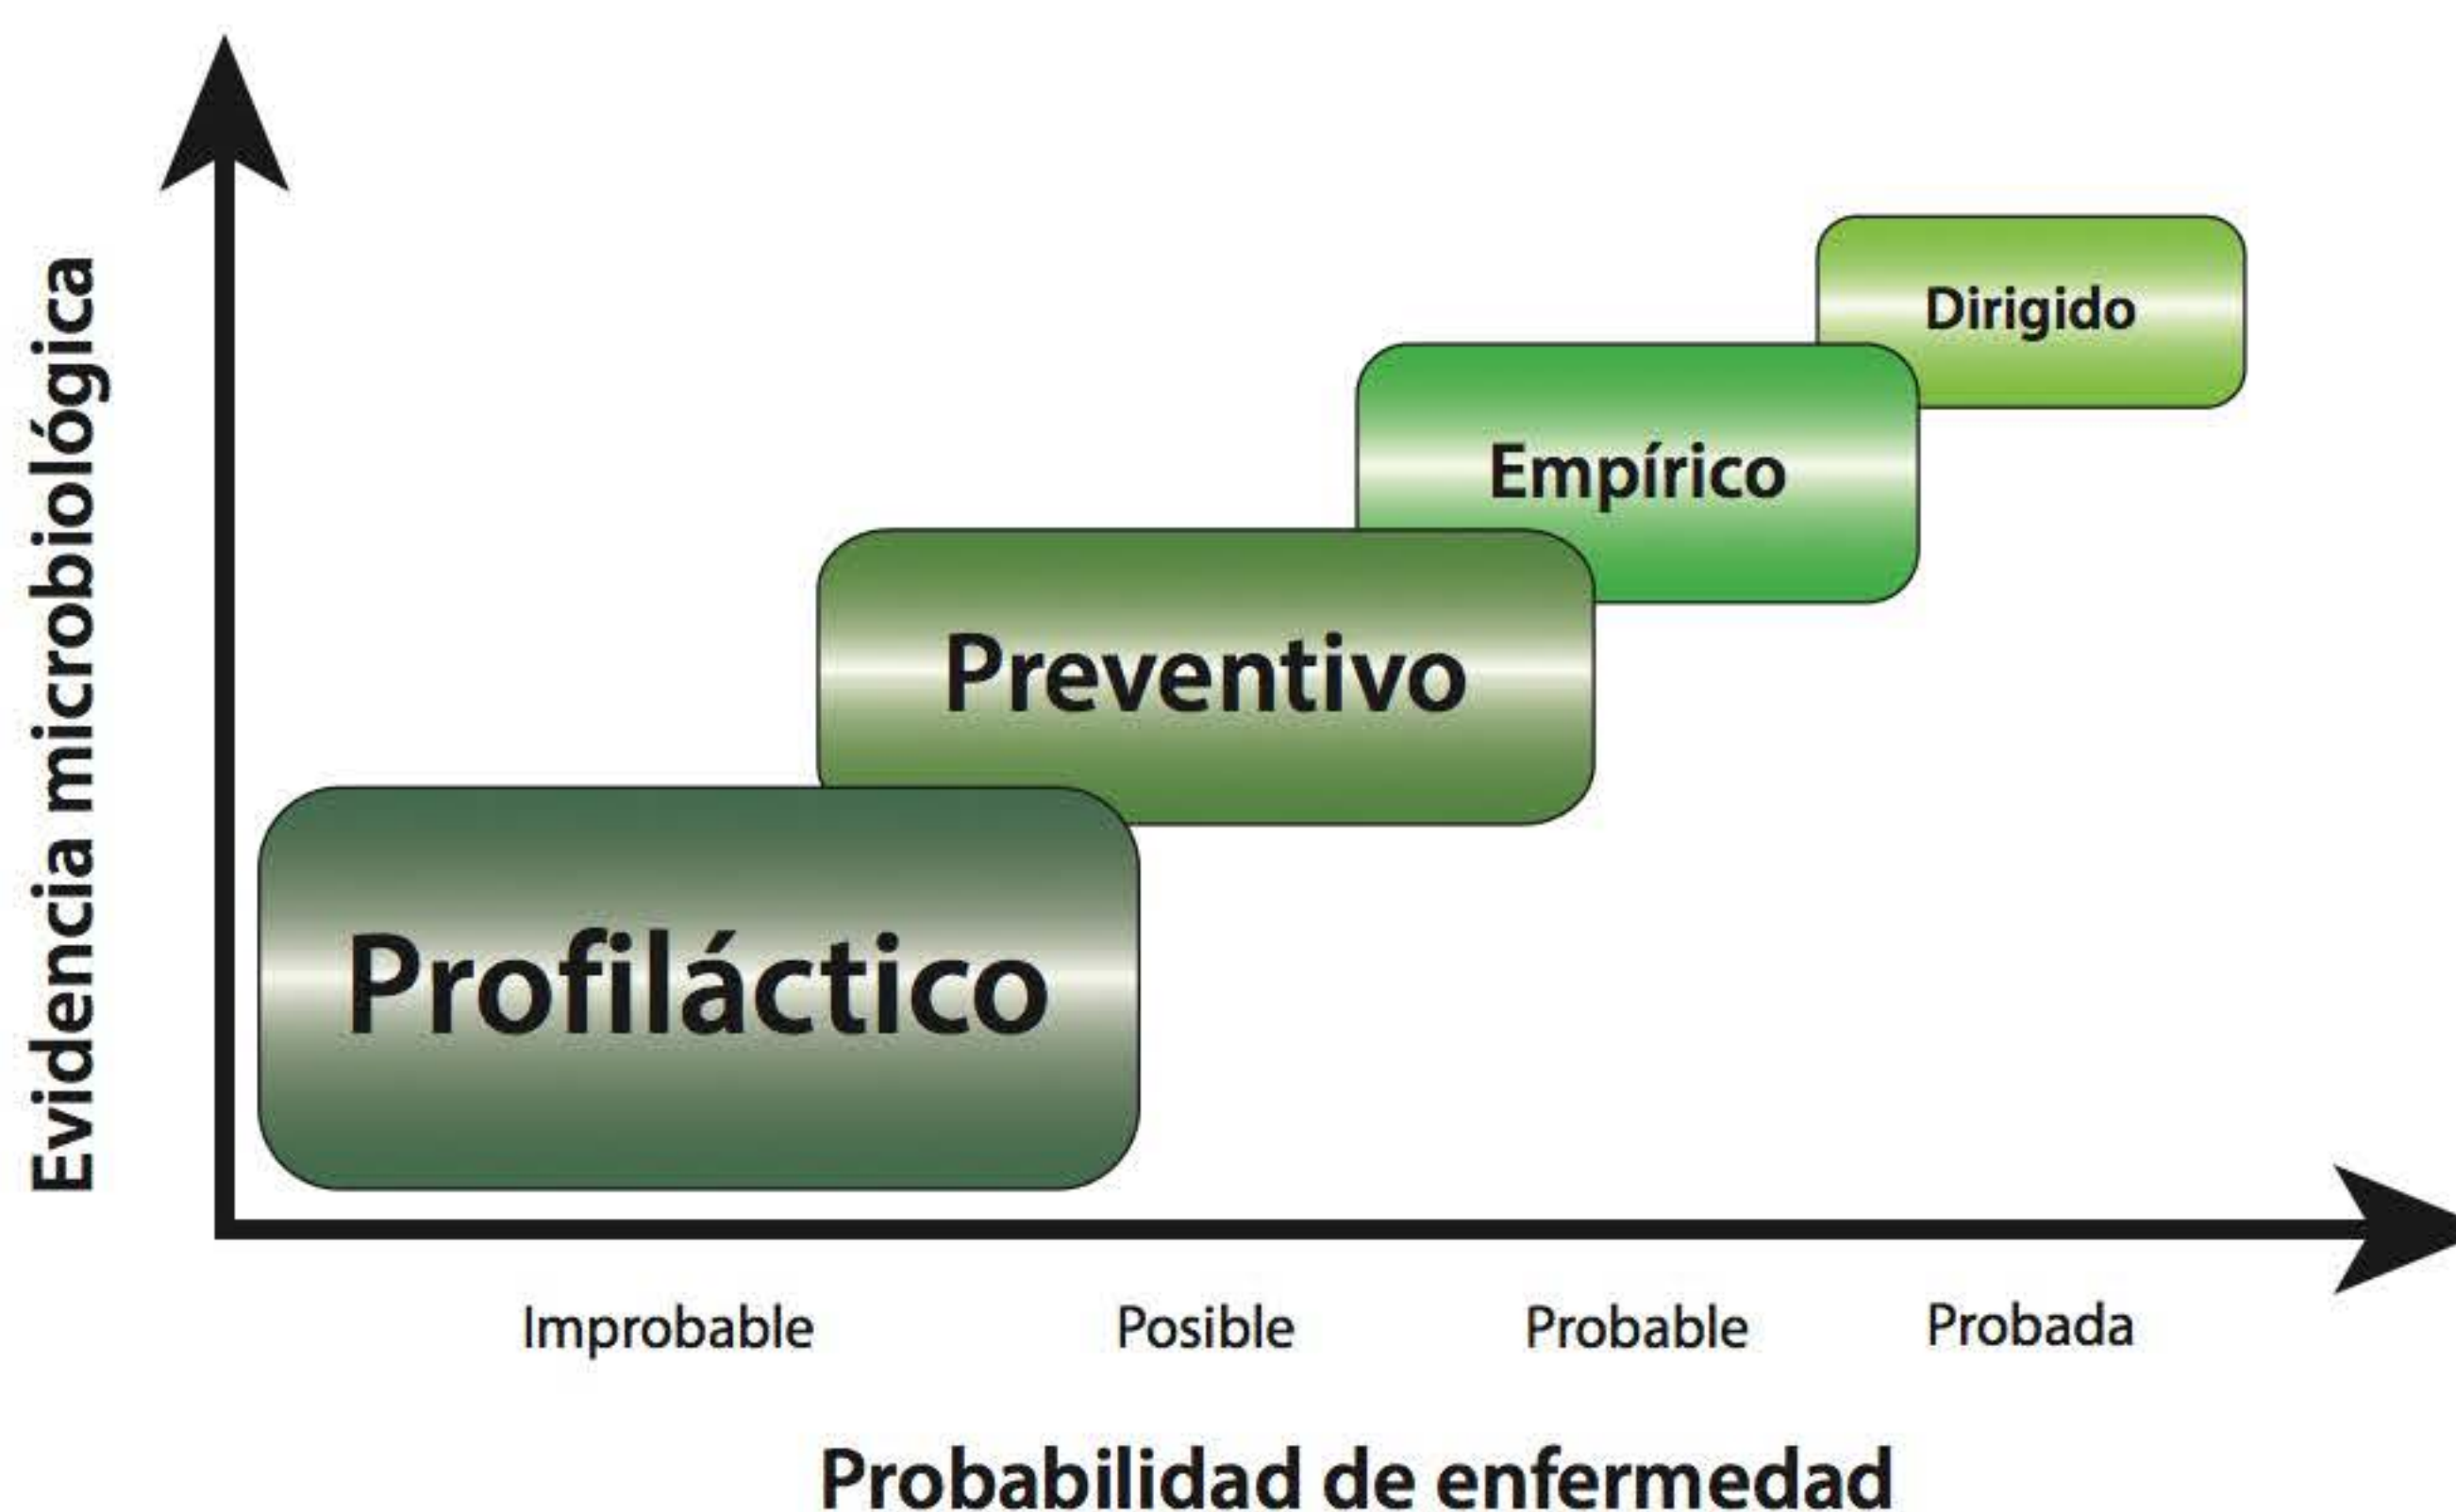 Evidencia microbiológica
Dirigido
Empírico
Preventivo
Profiláctico
Improbable
Posible
Probable
Probada
Probabilidad de enfermedad